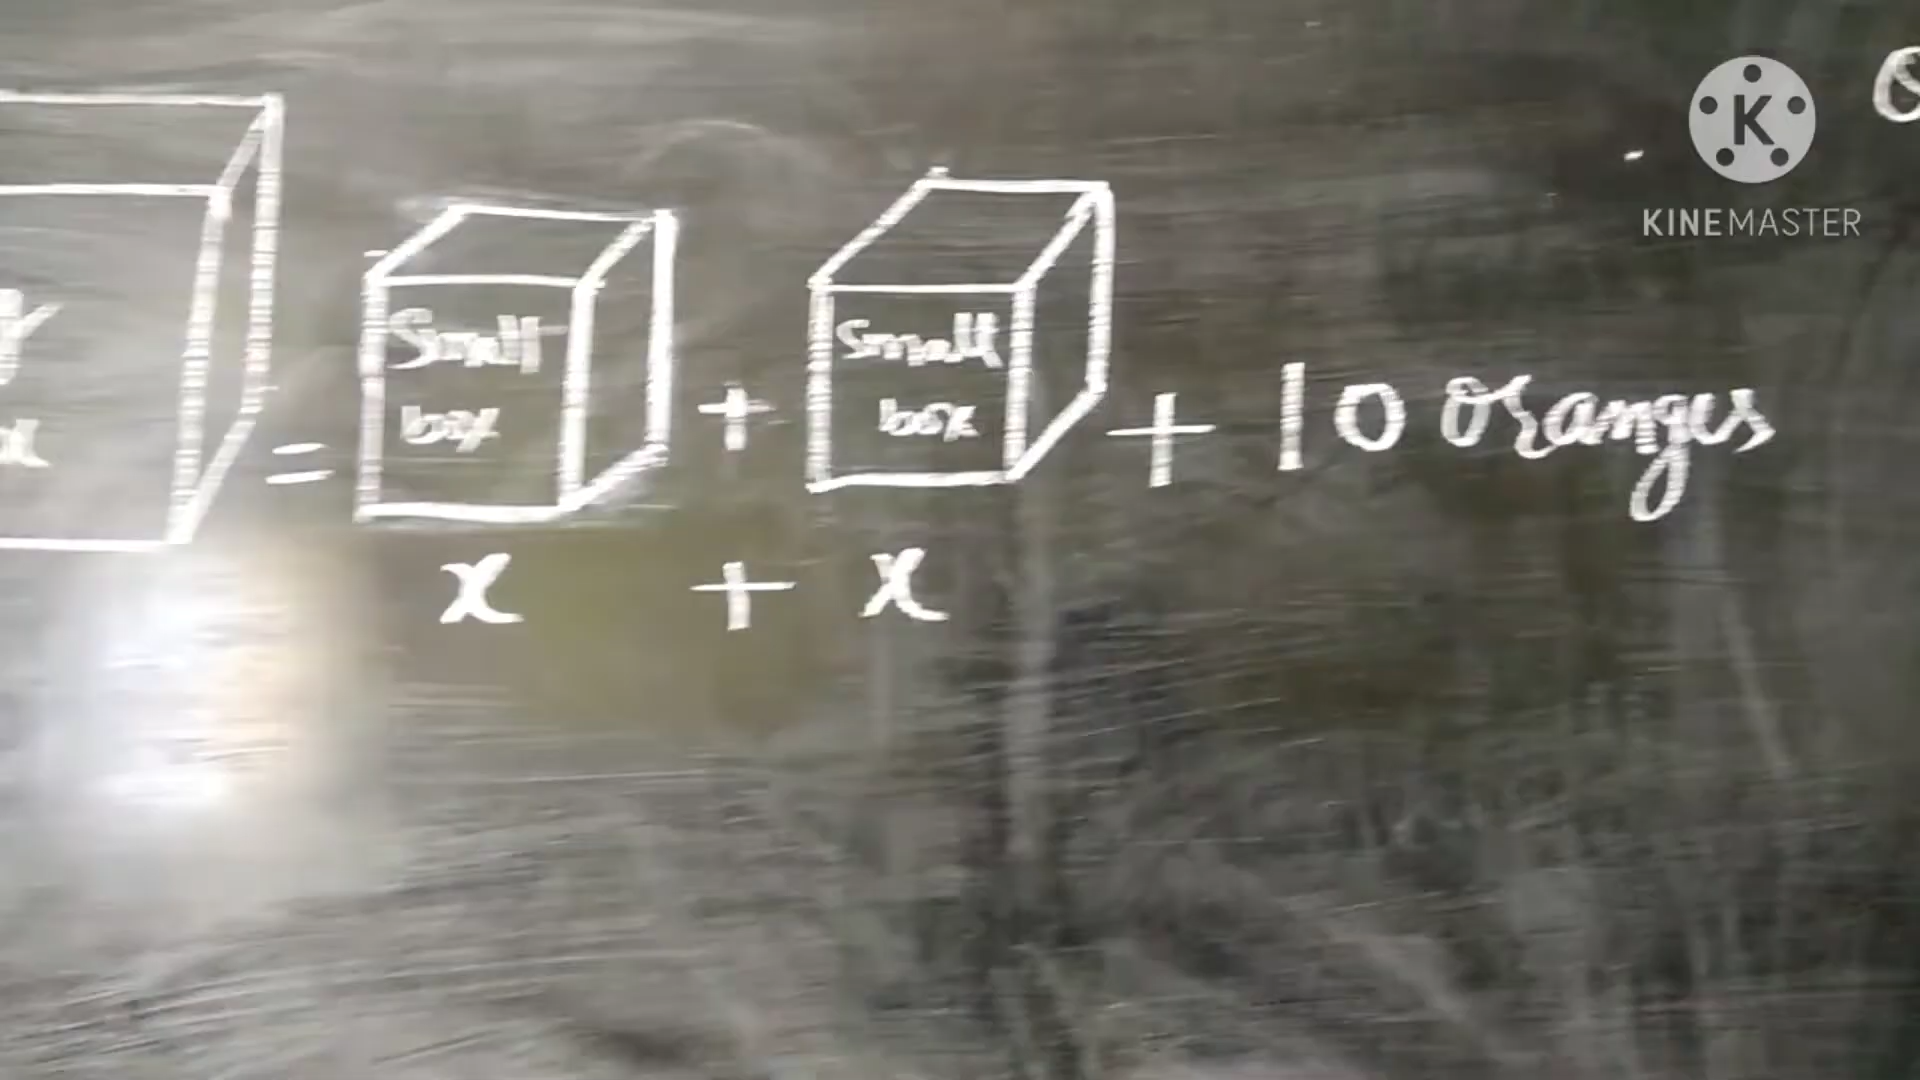 Small box + Small box + 10 oranges
=
x + x
K
KINEMASTER